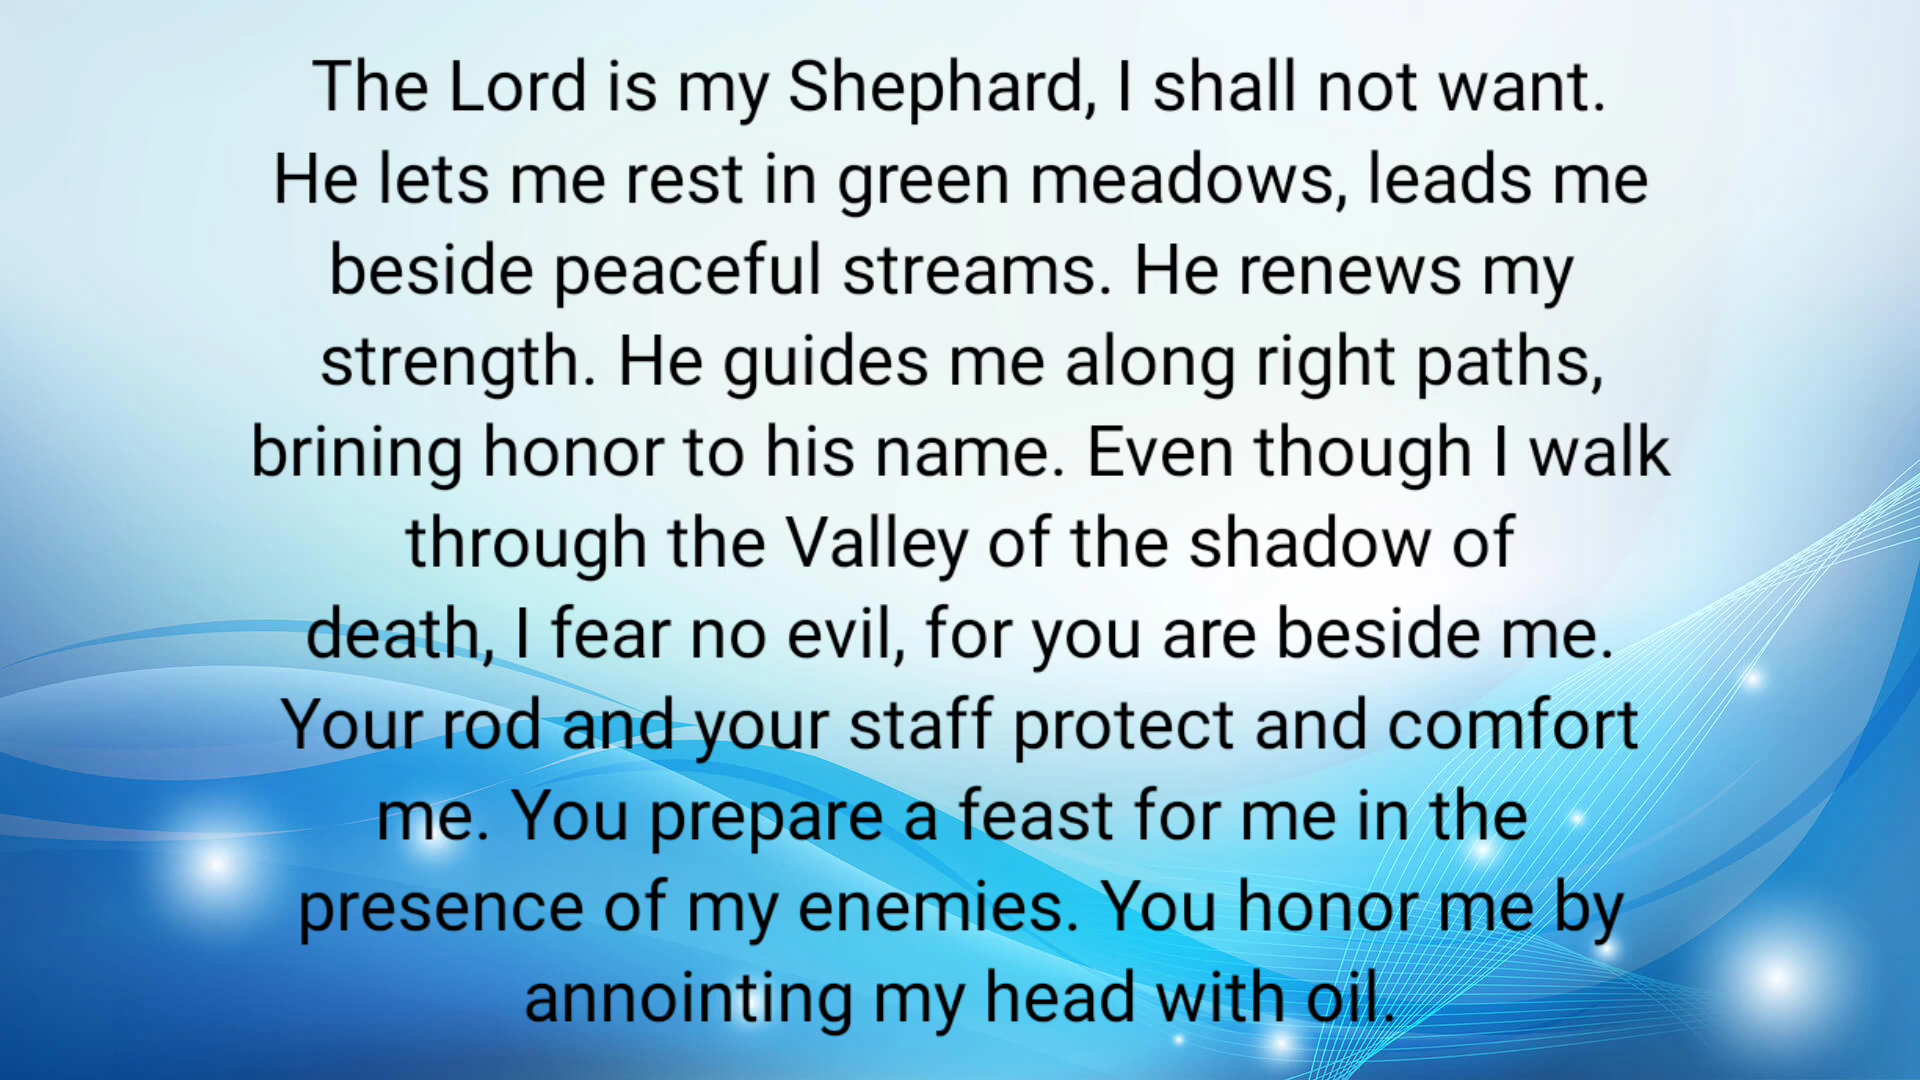 The Lord is my Shephard, I shall not want.
He lets me rest in green meadows, leads me
beside peaceful streams. He renews my
strength. He guides me along right paths,
brining honor to his name. Even though I walk
through the Valley of the shadow of
death, I fear no evil, for you are beside me.
Your rod and your staff protect and comfort
me. You prepare a feast for me in the
presence of my enemies. You honor me by
annointing my head with oil.